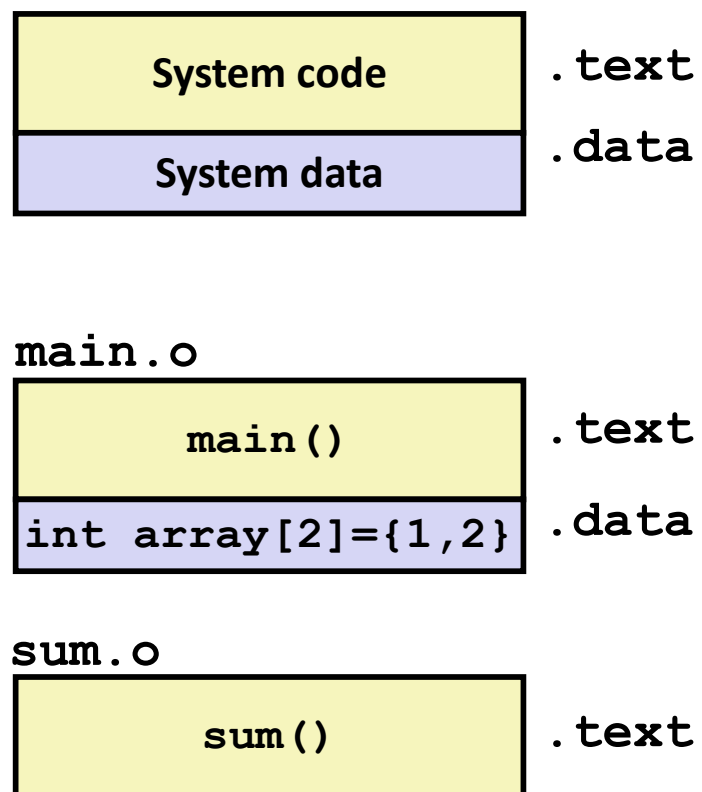 System code .text
System data .data
main.o
main() .text
int array[2]={1,2} .data
sum.o
sum() .text